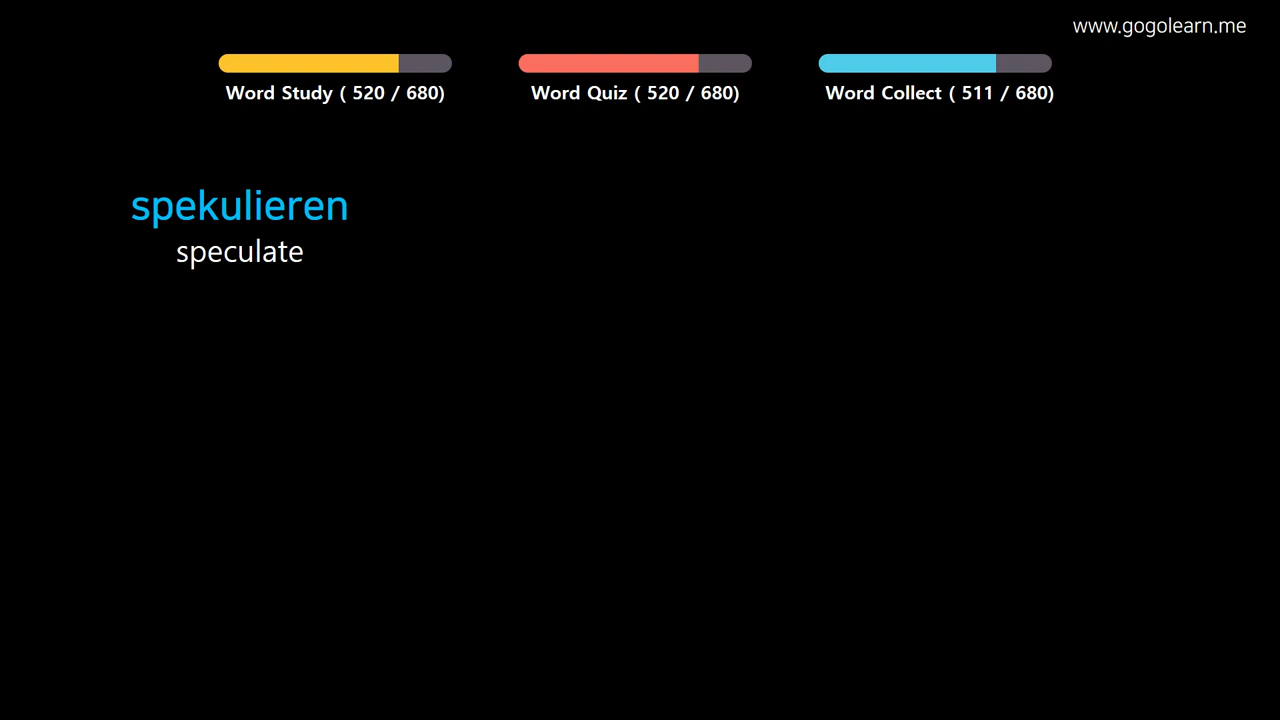 www.gogolearn.me
Word Study ( 520 / 680)
Word Quiz ( 520 / 680)
Word Collect ( 511 / 680)
spekulieren
speculate